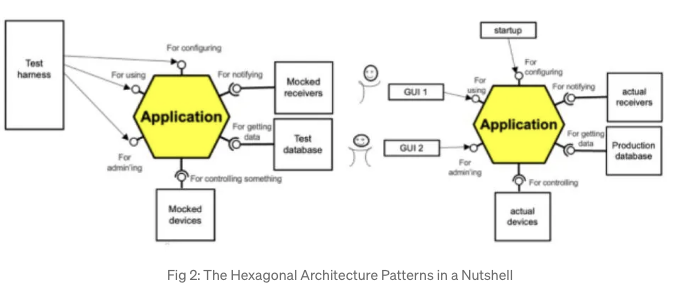 For configuring
Test
harness
For using
For notifying
Mocked
receivers
Application
For getting
data
Test
database
For
admin'ing
For controlling something
Mocked
devices
startup
For
configuring
GUI 1
For
using
For notifying
actual
receivers
Application
GUI 2
For getting
data
Production
database
For
admin'ing
For controlling
actual
devices
Fig 2: The Hexagonal Architecture Patterns in a Nutshell